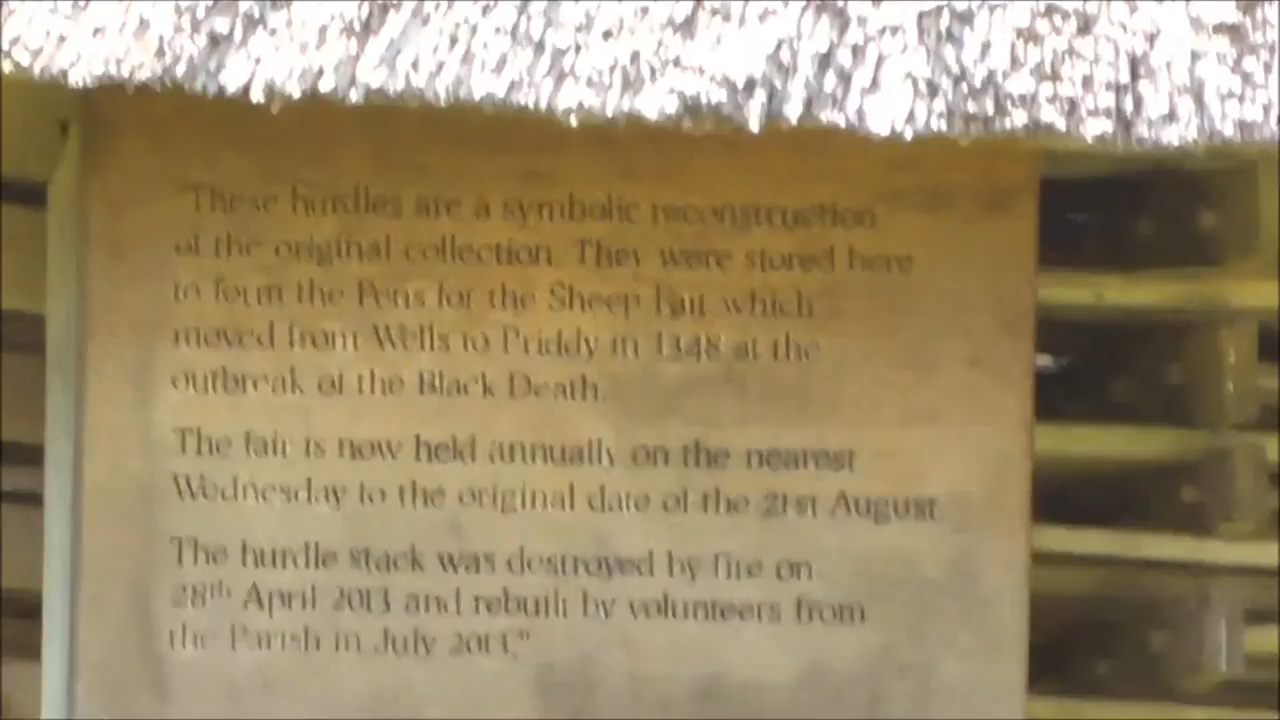 "These hurdles are a symbolic reconstruction
of the original collection. They were stored here
to form the Pens for the Sheep Fair which
moved from Wells to Priddy in 1348 at the
outbreak of the Black Death.
The fair is now held annually on the nearest
Wednesday to the original date of the 21st August.
The hurdle stack was destroyed by fire on
28th April 2013 and rebuilt by volunteers from
the Parish in July 2013."